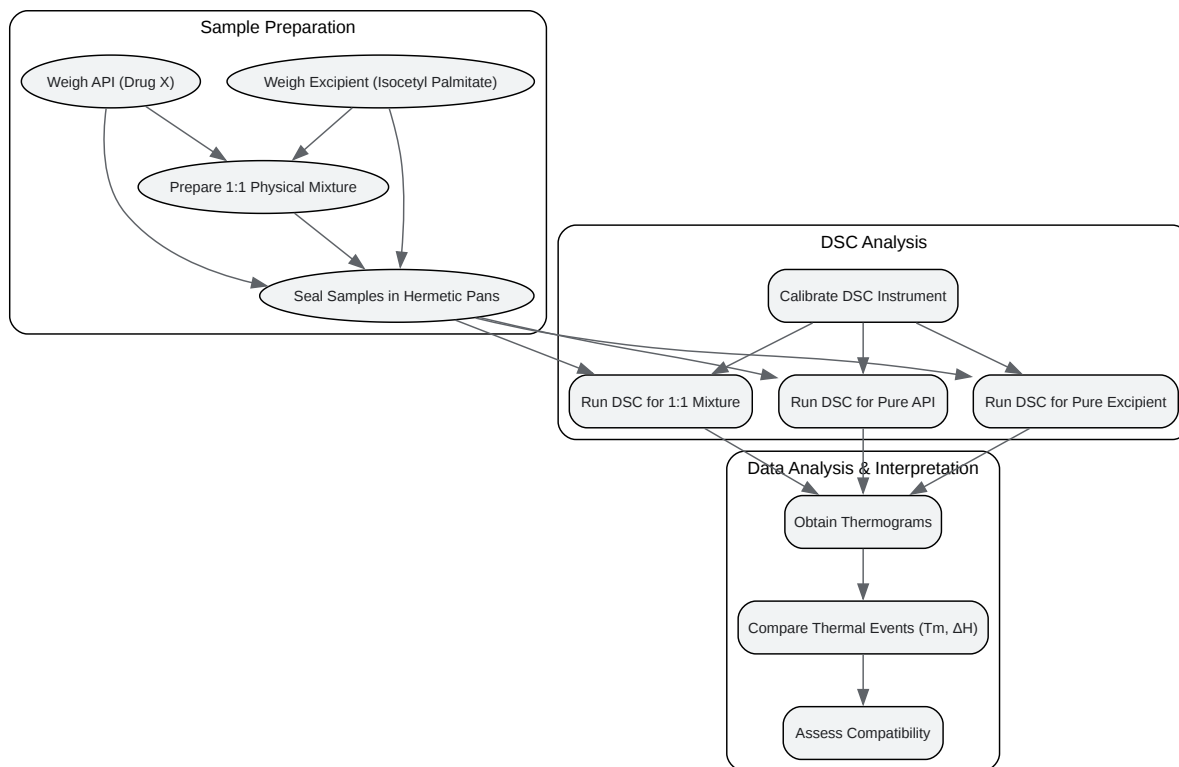 Sample Preparation
Weigh API (Drug X)
Weigh Excipient (Isocetyl Palmitate)
Prepare 1:1 Physical Mixture
Seal Samples in Hermetic Pans
DSC Analysis
Calibrate DSC Instrument
Run DSC for 1:1 Mixture
Run DSC for Pure API
Run DSC for Pure Excipient
Data Analysis & Interpretation
Obtain Thermograms
Compare Thermal Events (Tm, ΔH)
Assess Compatibility